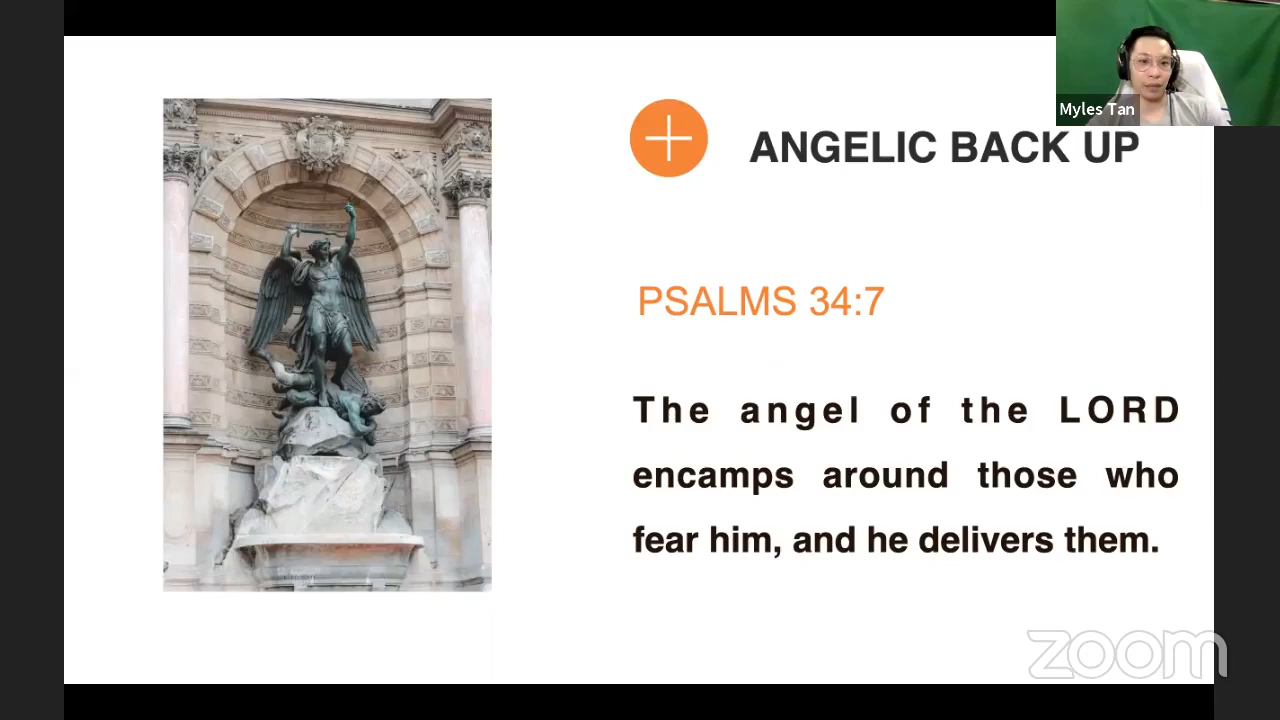 Myles Tan
ANGELIC BACK UP
PSALMS 34:7
The angel of the LORD
encamps around those who
fear him, and he delivers them.
zoom